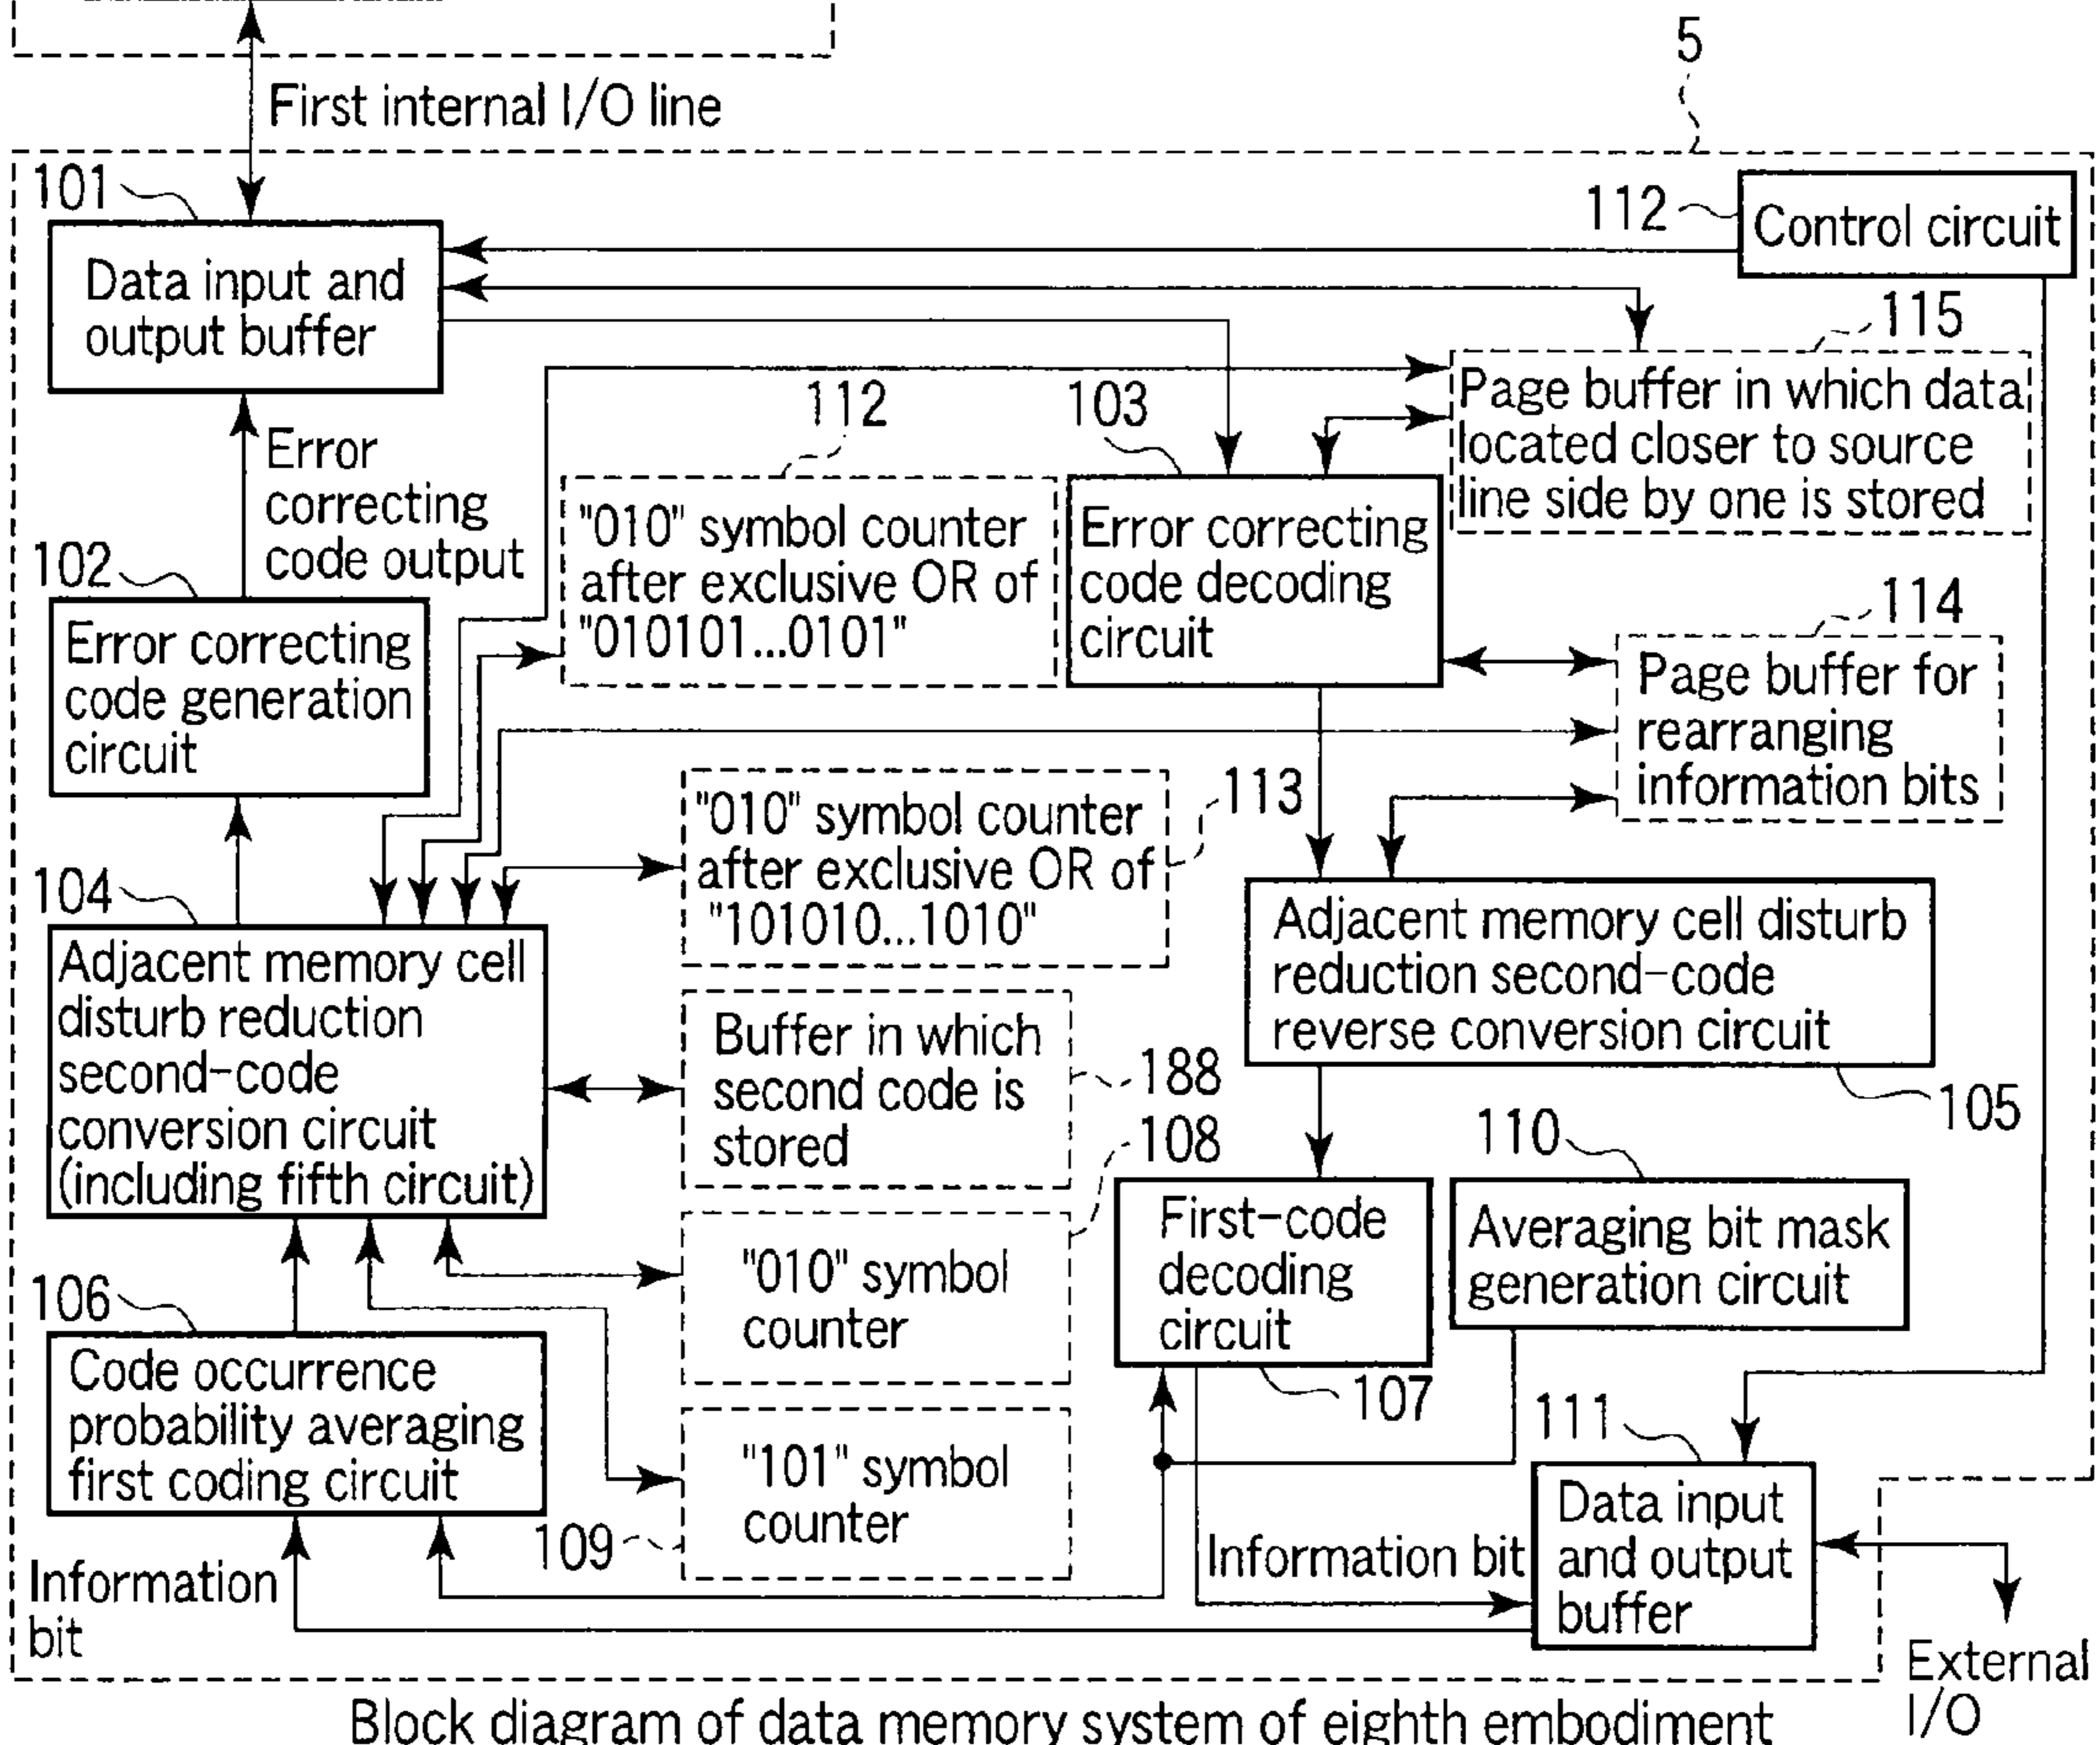 5
First internal I/O line
101
112
Control circuit
Data input and
output buffer
115
Page buffer in which data
located closer to source
line side by one is stored
112
103
Error
correcting
code output
"010" symbol counter
after exclusive OR of
"010101...0101"
Error correcting
code decoding
circuit
102
Error correcting
code generation
circuit
114
Page buffer for
rearranging
information bits
113
"010" symbol counter
after exclusive OR of
"101010...1010"
104
Adjacent memory cell
disturb reduction
second-code
conversion circuit
(including fifth circuit)
Adjacent memory cell disturb
reduction second-code
reverse conversion circuit
105
Buffer in which
second code is
stored
188
108
110
First-code
decoding
circuit
Averaging bit mask
generation circuit
"010" symbol
counter
106
Code occurrence
probability averaging
first coding circuit
107
111
"101" symbol
counter
109
Data input
and output
buffer
Information bit
Information
bit
External
I/O
Block diagram of data memory system of eighth embodiment